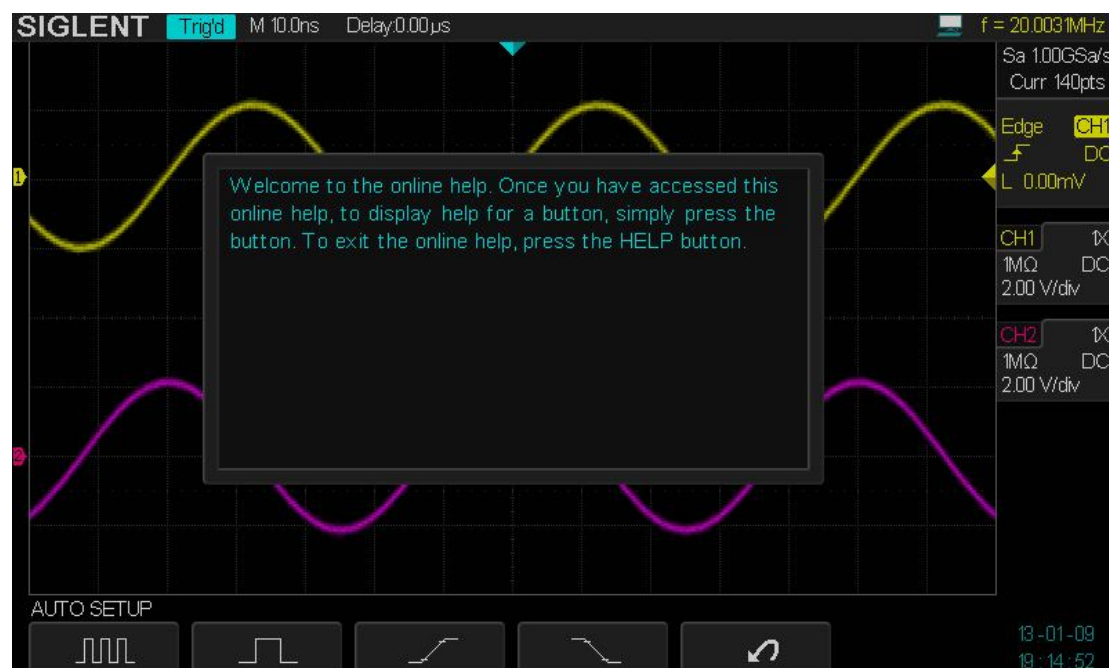 SIGLENT Trig'd M 10.0ns Delay:0.00µs f = 20.0031MHz
Sa 1.00GSa/s
Curr 140pts
Edge CH1
DC
L 0.00mV
1
Welcome to the online help. Once you have accessed this
online help, to display help for a button, simply press the
button. To exit the online help, press the HELP button.
CH1 1X
1MΩ DC
2.00 V/div
CH2 1X
1MΩ DC
2.00 V/div
2
AUTO SETUP
13-01-09
19:14:52